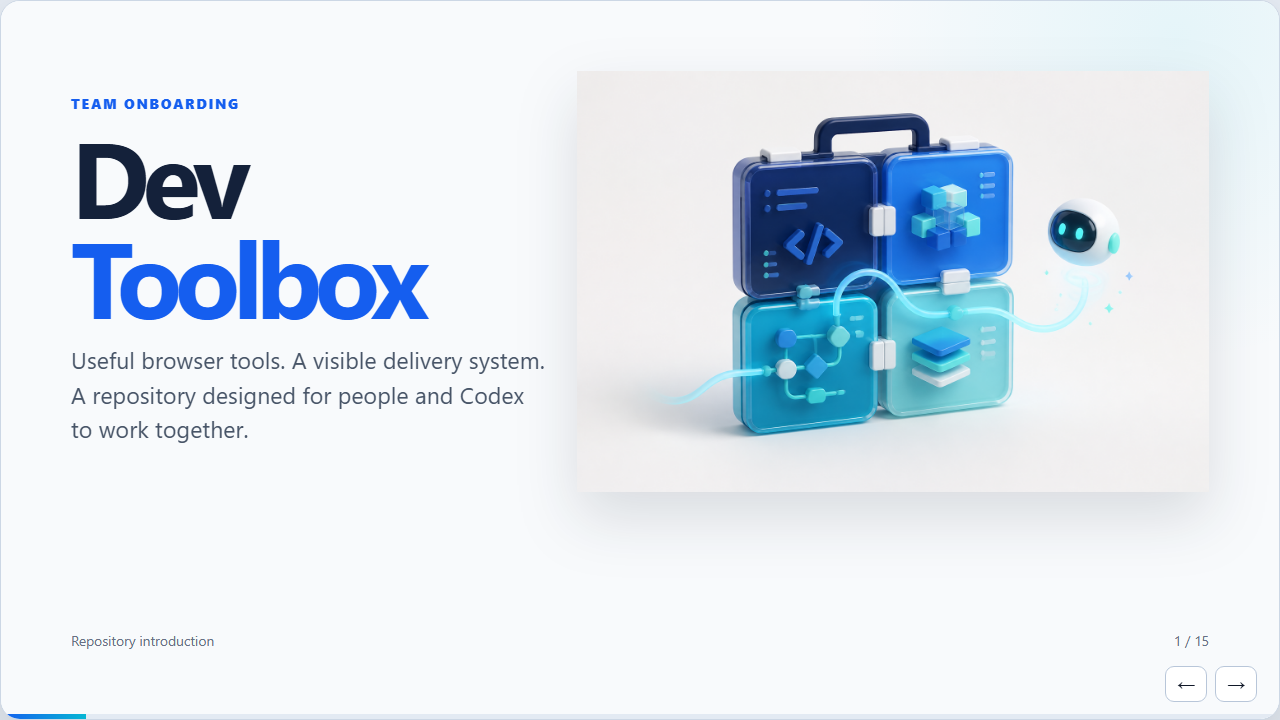 TEAM ONBOARDING
Dev
Toolbox
Useful browser tools. A visible delivery system.
A repository designed for people and Codex
to work together.
</>
Repository introduction
1 / 15
← →